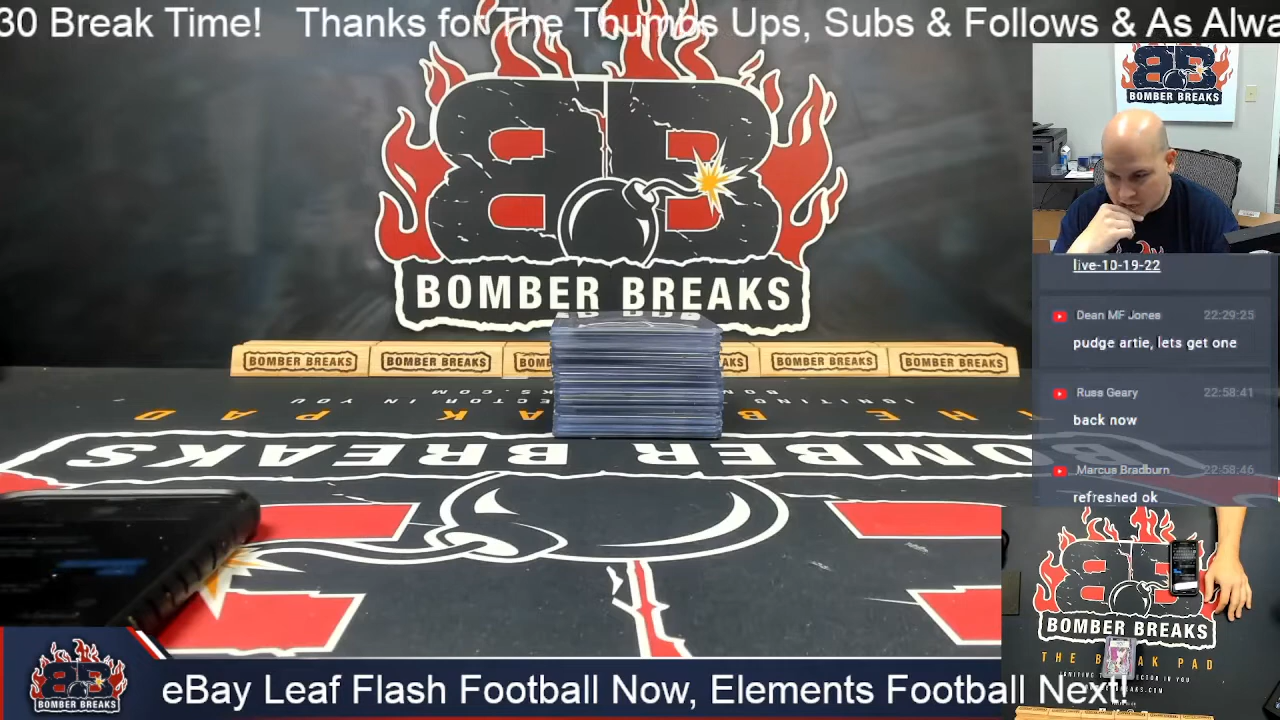 30 Break Time!   Thanks for The Thumbs Ups, Subs & Follows & As Alwa
BOMBER BREAKS
BOMBER BREAKS
live-10-19-22
Dean MF Jones 22:29:25
pudge artie, lets get one
Russ Geary 22:58:41
back now
Marcus Bradburn 22:58:46
refreshed ok
BOMBER BREAKS
BOMBER BREAKS
BOMB
BOMBER BREAKS
BOMBER BREAKS
BOMBER BREAKS
BOMBER BREAKS
THE B AK PAD
BOMBER BREAKS
eBay Leaf Flash Football Now, Elements Football Next!